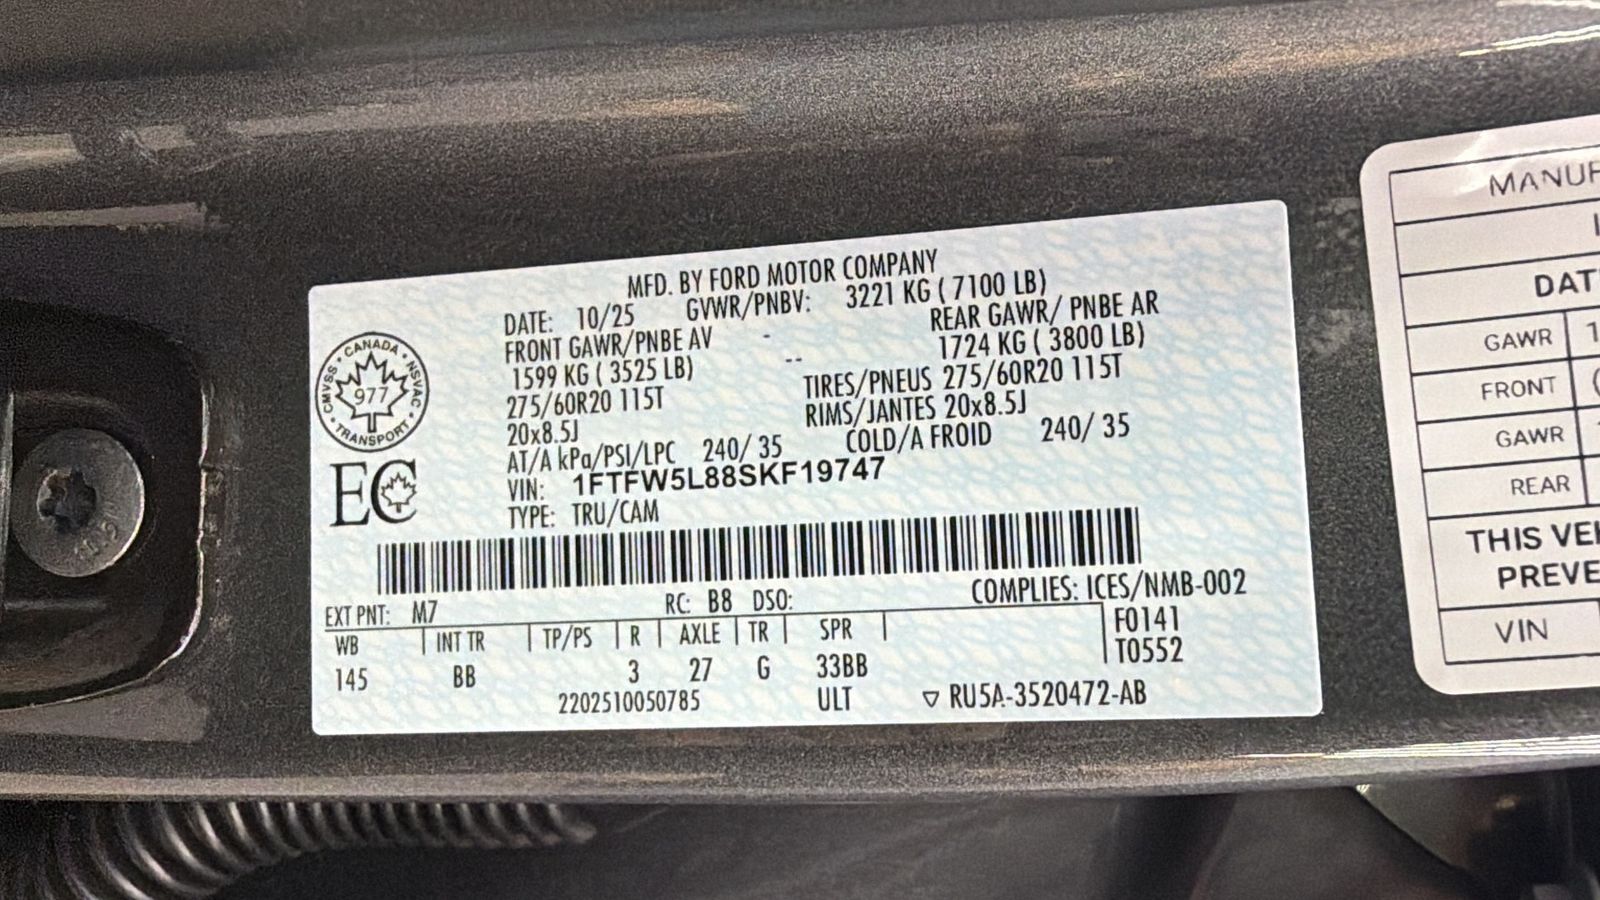 MFD. BY FORD MOTOR COMPANY
DATE: 10/25 GVWR/PNBV: 3221 KG ( 7100 LB)
FRONT GAWR/PNBE AV - REAR GAWR/ PNBE AR
1599 KG ( 3525 LB) -- 1724 KG ( 3800 LB)
275/60R20 115T TIRES/PNEUS 275/60R20 115T
20x8.5J RIMS/JANTES 20x8.5J
AT/A kPa/PSI/LPC 240/ 35 COLD/A FROID 240/ 35
VIN: 1FTFW5L88SKF19747
TYPE: TRU/CAM
CANADA • NSVAC • TRANSPORT • CMVSS •
977
EC
COMPLIES: ICES/NMB-002
EXT PNT: M7 RC: B8 DSO:
WB INT TR TP/PS R AXLE TR SPR F0141
T0552
145 BB 3 27 G 33BB
2202510050785 ULT ▽ RU5A-3520472-AB
MANUF
DAT
GAWR 1
FRONT (
GAWR
REAR
THIS VE
PREVE
VIN